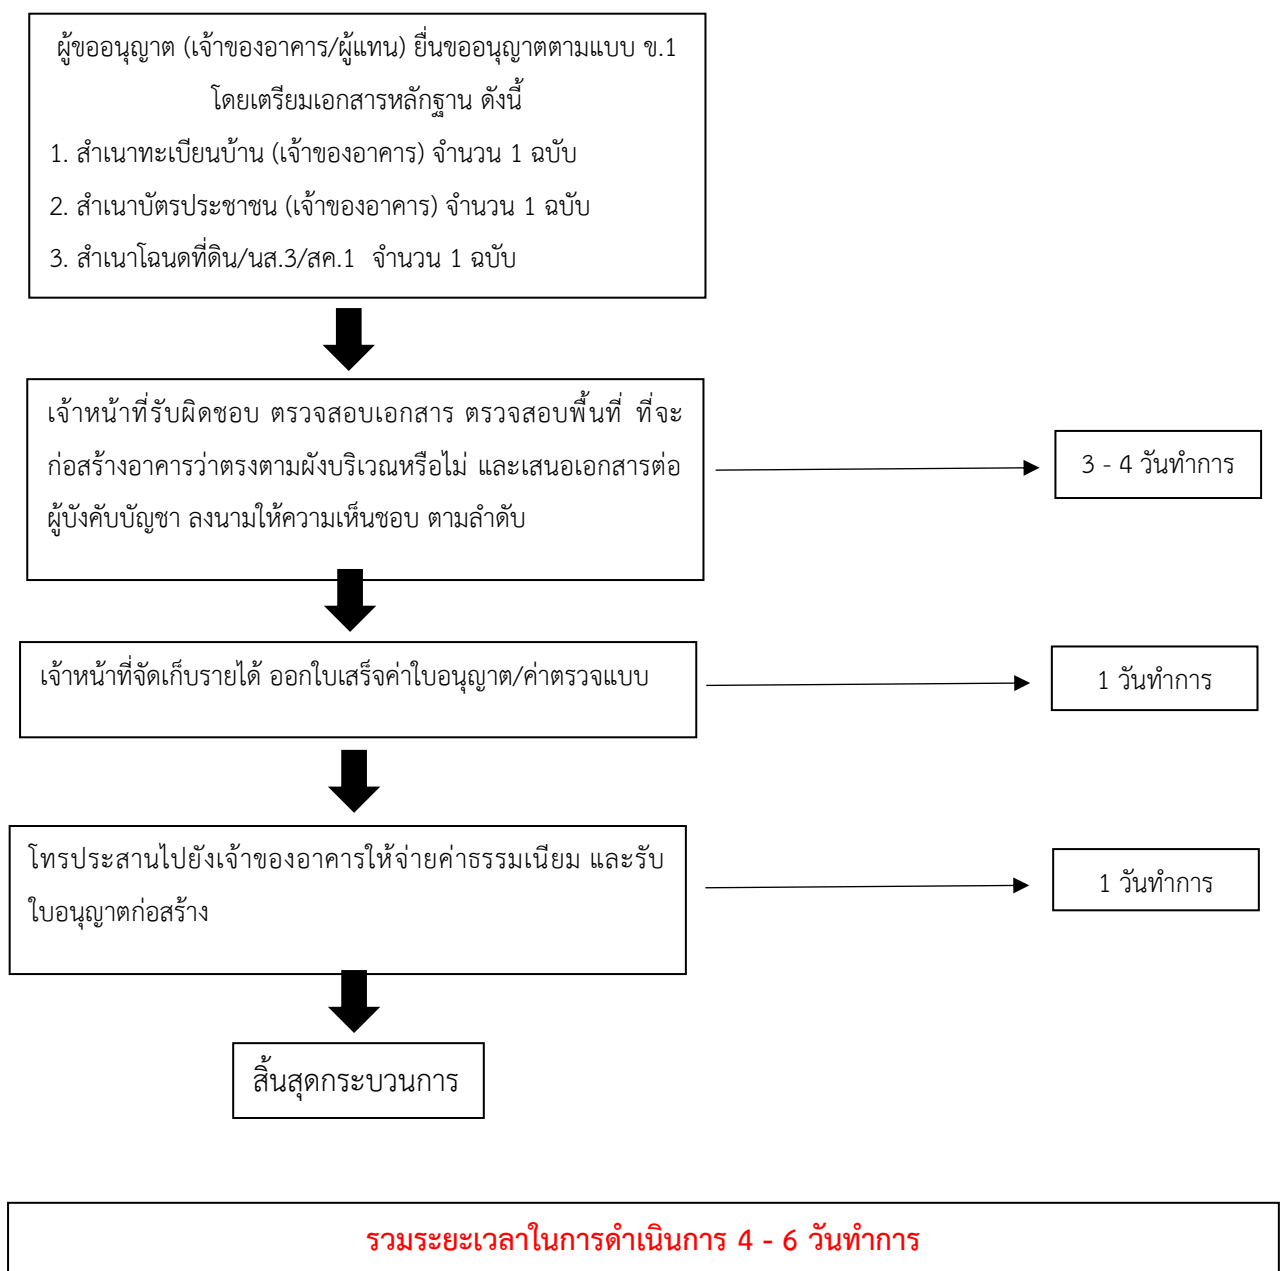 ผู้ขออนุญาต (เจ้าของอาคาร/ผู้แทน) ยื่นขออนุญาตตามแบบ ข.1
โดยเตรียมเอกสารหลักฐาน ดังนี้
1. สำเนาทะเบียนบ้าน (เจ้าของอาคาร) จำนวน 1 ฉบับ
2. สำเนาบัตรประชาชน (เจ้าของอาคาร) จำนวน 1 ฉบับ
3. สำเนาโฉนดที่ดิน/นส.3/สค.1 จำนวน 1 ฉบับ
เจ้าหน้าที่รับผิดชอบ ตรวจสอบเอกสาร ตรวจสอบพื้นที่ ที่จะ
ก่อสร้างอาคารว่าตรงตามผังบริเวณหรือไม่ และเสนอเอกสารต่อ
ผู้บังคับบัญชา ลงนามให้ความเห็นชอบ ตามลำดับ
3 - 4 วันทำการ
เจ้าหน้าที่จัดเก็บรายได้ ออกใบเสร็จค่าใบอนุญาต/ค่าตรวจแบบ
1 วันทำการ
โทรประสานไปยังเจ้าของอาคารให้จ่ายค่าธรรมเนียม และรับ
ใบอนุญาตก่อสร้าง
1 วันทำการ
สิ้นสุดกระบวนการ
รวมระยะเวลาในการดำเนินการ 4 - 6 วันทำการ